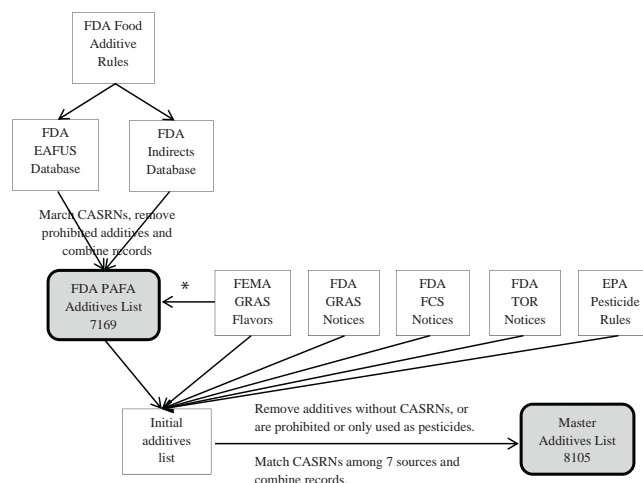 FDA Food
Additive
Rules
FDA
EAFUS
Database
FDA
Indirects
Database
March CASRNs, remove
prohibited additives and
combine records
FDA PAFA
Additives List
7169
*
FEMA
GRAS
Flavors
FDA
GRAS
Notices
FDA
FCS
Notices
FDA
TOR
Notices
EPA
Pesticide
Rules
Initial
additives
list
Remove additives without CASRNs, or
are prohibited or only used as pesticides.
Match CASRNs among 7 sources and
combine records.
Master
Additives List
8105